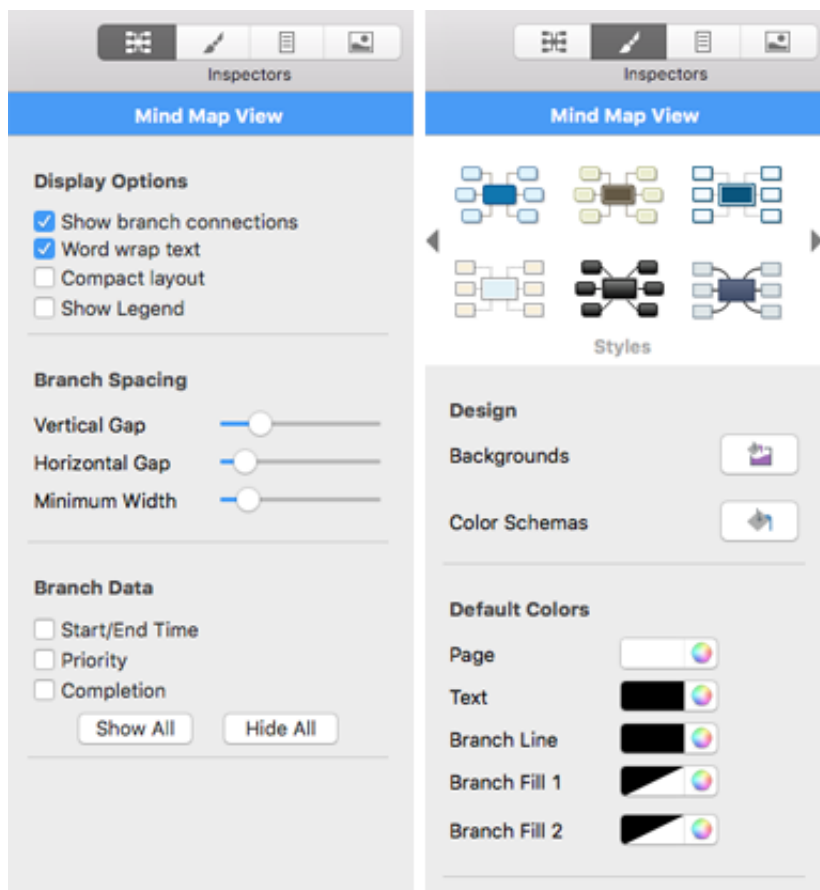 Inspectors
Mind Map View
Display Options
Show branch connections
Word wrap text
Compact layout
Show Legend
Branch Spacing
Vertical Gap
Horizontal Gap
Minimum Width
Branch Data
Start/End Time
Priority
Completion
Show All
Hide All
Inspectors
Mind Map View
Styles
Design
Backgrounds
Color Schemas
Default Colors
Page
Text
Branch Line
Branch Fill 1
Branch Fill 2